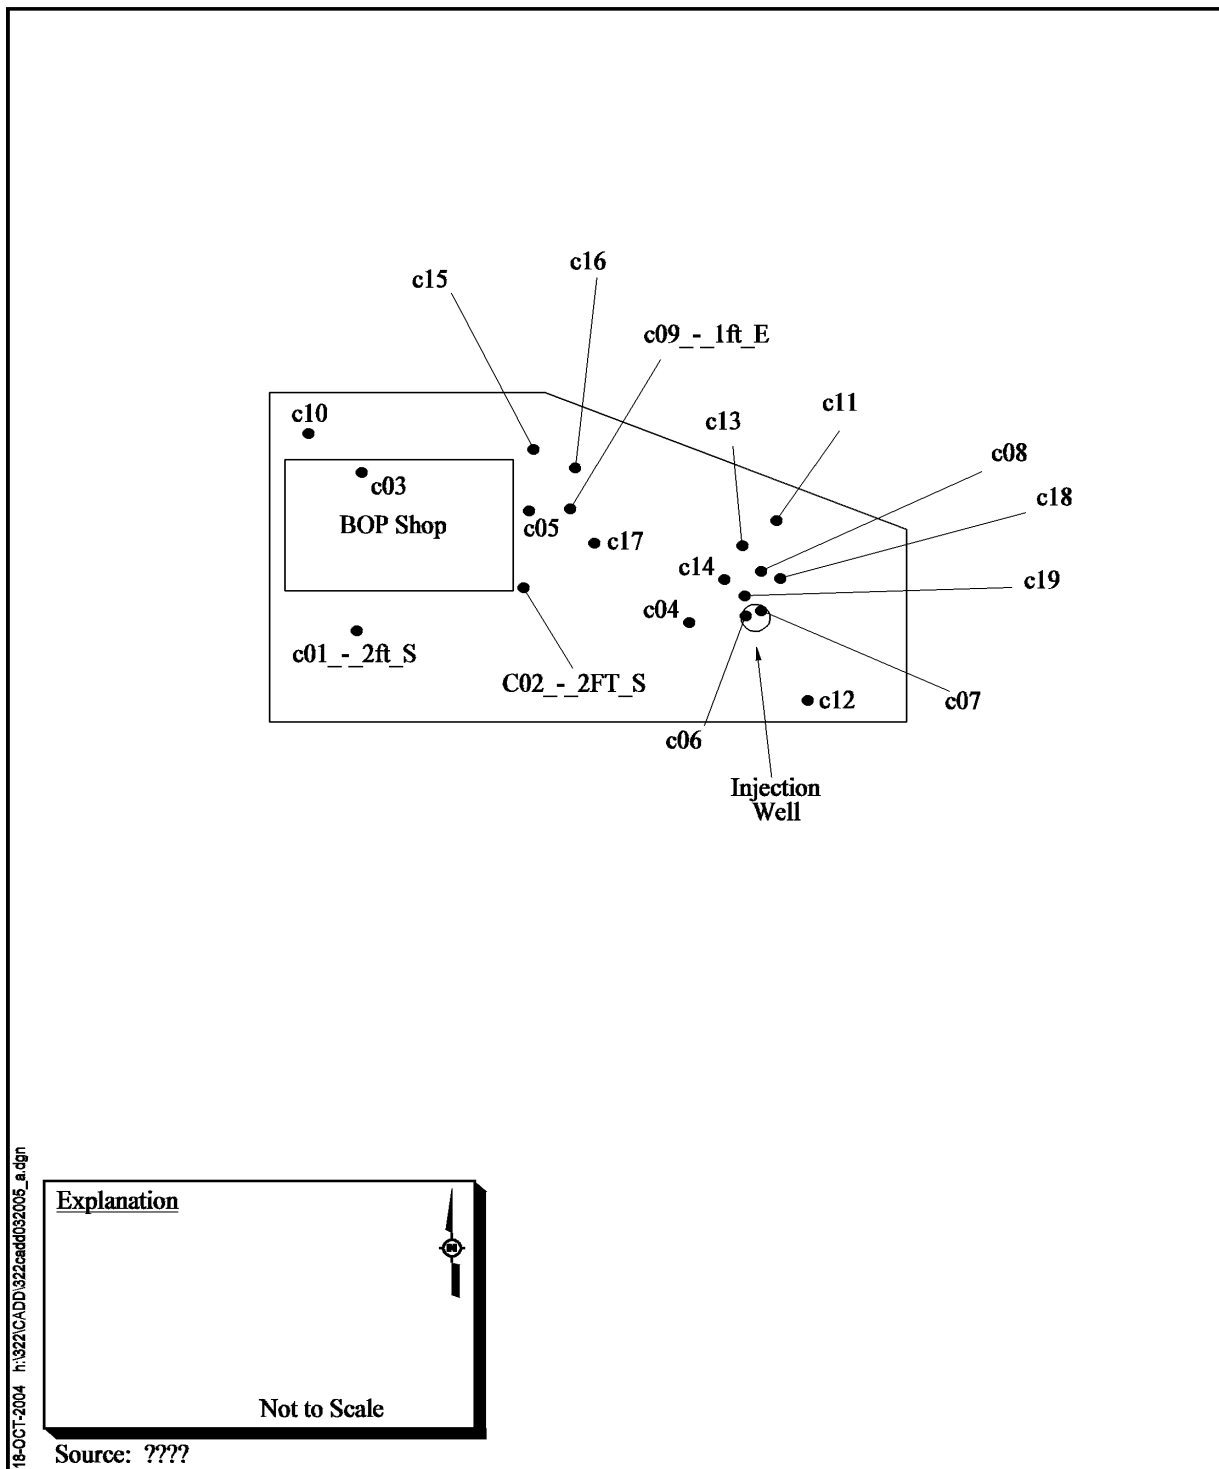 c16
c15
c09_-_1ft_E
c11
c10
c13
c08
c03
c18
BOP Shop
c05
c17
c14
c19
c04
c01_-_2ft_S
C02_-_2FT_S
c12
c07
c06
Injection
Well
18-OCT-2004 h:\322\CADD\322cadd032005_a.dgn
Explanation
N
Not to Scale
Source: ????